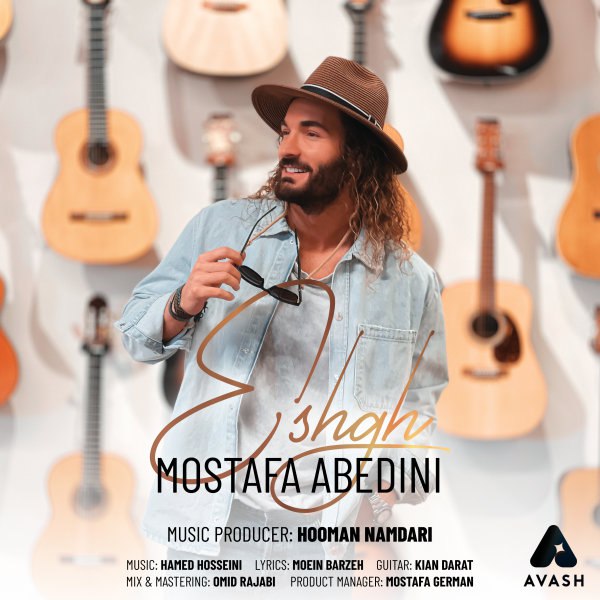 Eshgh
MOSTAFA ABEDINI
MUSIC PRODUCER: HOOMAN NAMDARI
MUSIC: HAMED HOSSEINI LYRICS: MOEIN BARZEH GUITAR: KIAN DARAT
MIX & MASTERING: OMID RAJABI PRODUCT MANAGER: MOSTAFA GERMAN
AVASH